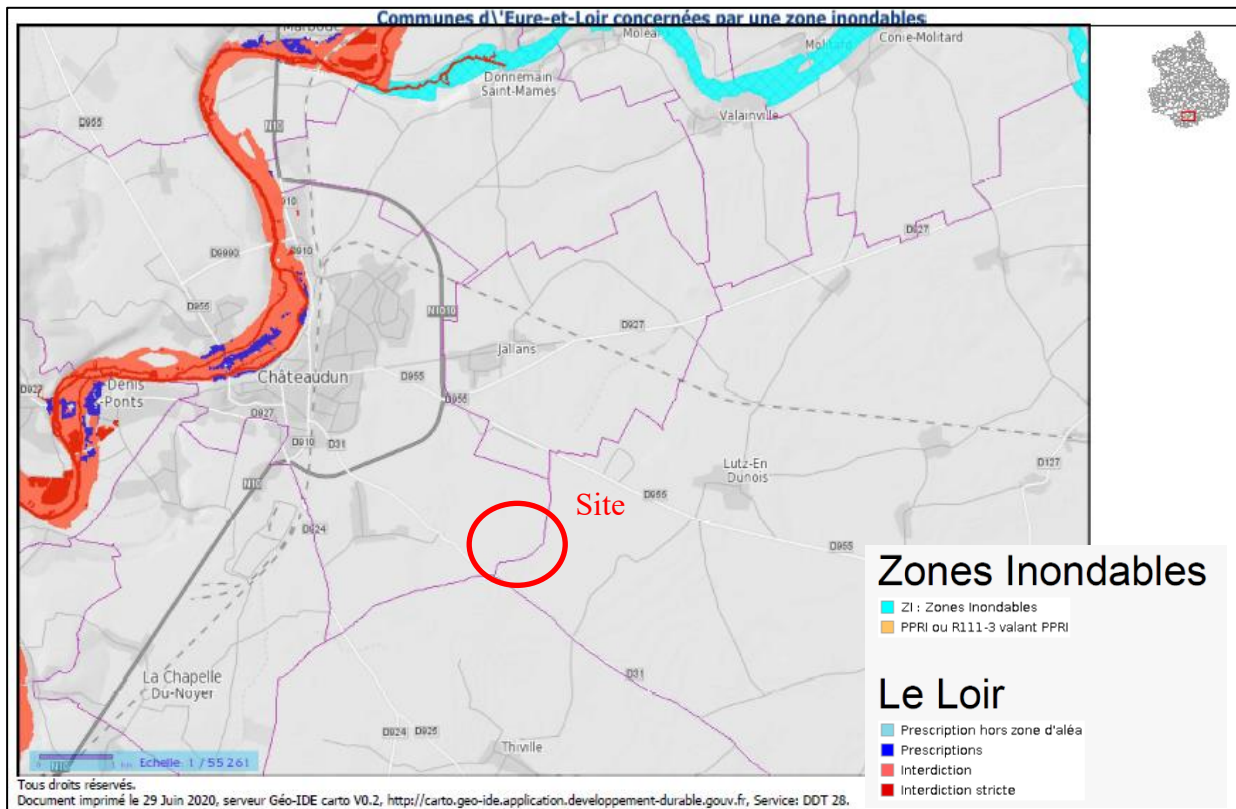 Communes d\'Eure-et-Loir concernées par une zone inondables
Marboué
Moléar
Molitard
Conie-Molitard
Donnemain
Saint-Mamès
Valainville
D955
N10
D927
910
D9990
D910
D955
N1010
D927
Jallans
Châteaudun
D955
D955
D927
Denis
-Ponts
D927
D910
D31
Lutz-En
Dunois
D127
N10
D955
Site
D924
D955
La Chapelle
Du-Noyer
D31
D924
D925
Thiville
N10
Echelle 1 / 55 261
Zones Inondables
ZI : Zones Inondables
PPRI ou R111-3 valant PPRI
Le Loir
Prescription hors zone d'aléa
Prescriptions
Interdiction
Interdiction stricte
Tous droits réservés.
Document imprimé le 29 Juin 2020, serveur Géo-IDE carto V0.2, http://carto.geo-ide.application.developpement-durable.gouv.fr, Service: DDT 28.